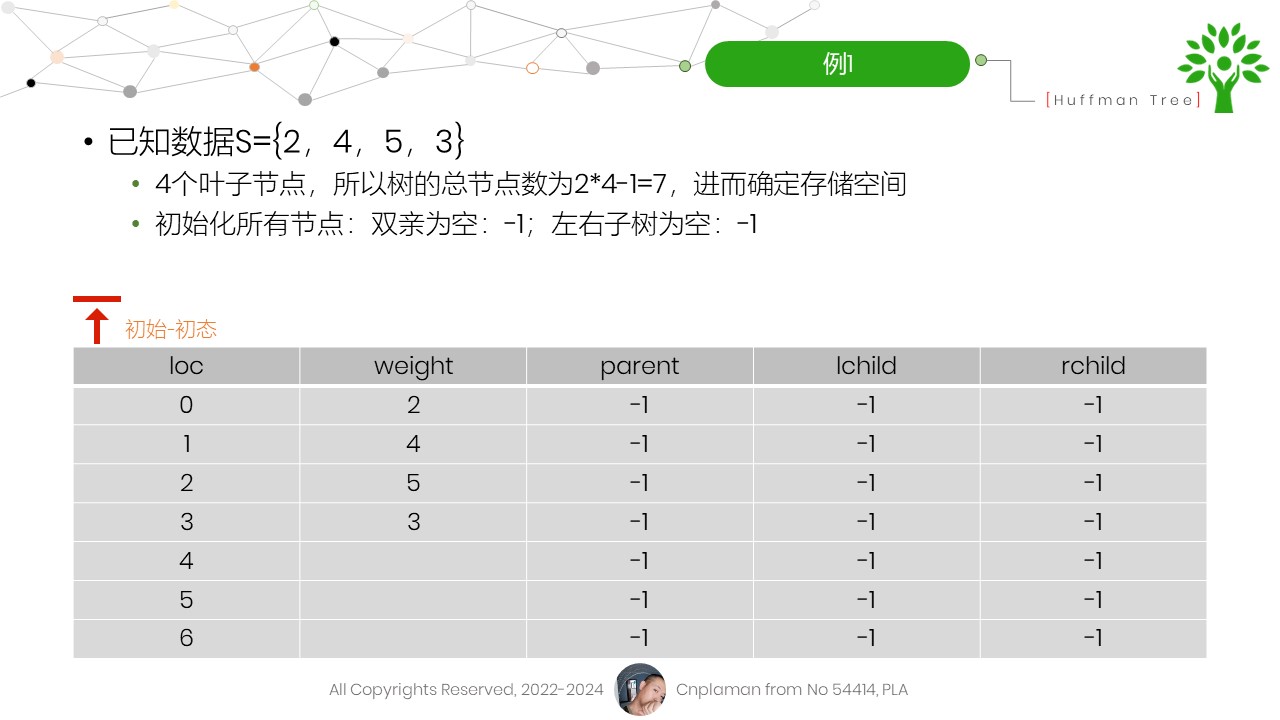 例1
[Huffman Tree]
• 已知数据S={2，4，5，3}
• 4个叶子节点，所以树的总节点数为2*4-1=7，进而确定存储空间
• 初始化所有节点：双亲为空：-1；左右子树为空：-1
初始-初态
loc weight parent lchild rchild
0 2 -1 -1 -1
1 4 -1 -1 -1
2 5 -1 -1 -1
3 3 -1 -1 -1
4 -1 -1 -1
5 -1 -1 -1
6 -1 -1 -1
All Copyrights Reserved, 2022-2024 Cnplaman from No 54414, PLA